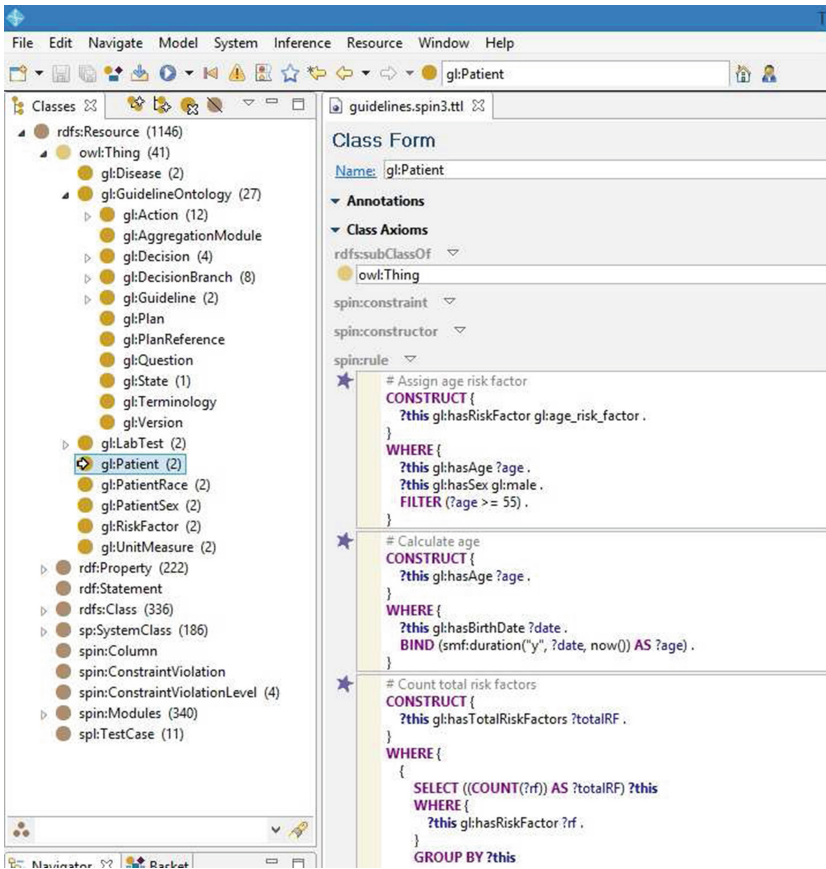 T
File Edit Navigate Model System Inference Resource Window Help
gl:Patient
Classes
rdfs:Resource (1146)
owl:Thing (41)
gl:Disease (2)
gl:GuidelineOntology (27)
gl:Action (12)
gl:AggregationModule
gl:Decision (4)
gl:DecisionBranch (8)
gl:Guideline (2)
gl:Plan
gl:PlanReference
gl:Question
gl:State (1)
gl:Terminology
gl:Version
gl:LabTest (2)
gl:Patient (2)
gl:PatientRace (2)
gl:PatientSex (2)
gl:RiskFactor (2)
gl:UnitMeasure (2)
rdf:Property (222)
rdf:Statement
rdfs:Class (336)
sp:SystemClass (186)
spin:Column
spin:ConstraintViolation
spin:ConstraintViolationLevel (4)
spin:Modules (340)
spl:TestCase (11)
Navigator Basket
guidelines.spin3.ttl
Class Form
Name: gl:Patient
Annotations
Class Axioms
rdfs:subClassOf
owl:Thing
spin:constraint
spin:constructor
spin:rule
# Assign age risk factor
CONSTRUCT {
?this gl:hasRiskFactor gl:age_risk_factor .
}
WHERE {
?this gl:hasAge ?age .
?this gl:hasSex gl:male .
FILTER (?age >= 55) .
}
# Calculate age
CONSTRUCT {
?this gl:hasAge ?age .
}
WHERE {
?this gl:hasBirthDate ?date .
BIND (smf:duration("y", ?date, now()) AS ?age) .
}
# Count total risk factors
CONSTRUCT {
?this gl:hasTotalRiskFactors ?totalRF .
}
WHERE {
{
SELECT ((COUNT(?rf)) AS ?totalRF) ?this
WHERE {
?this gl:hasRiskFactor ?rf .
}
GROUP BY ?this